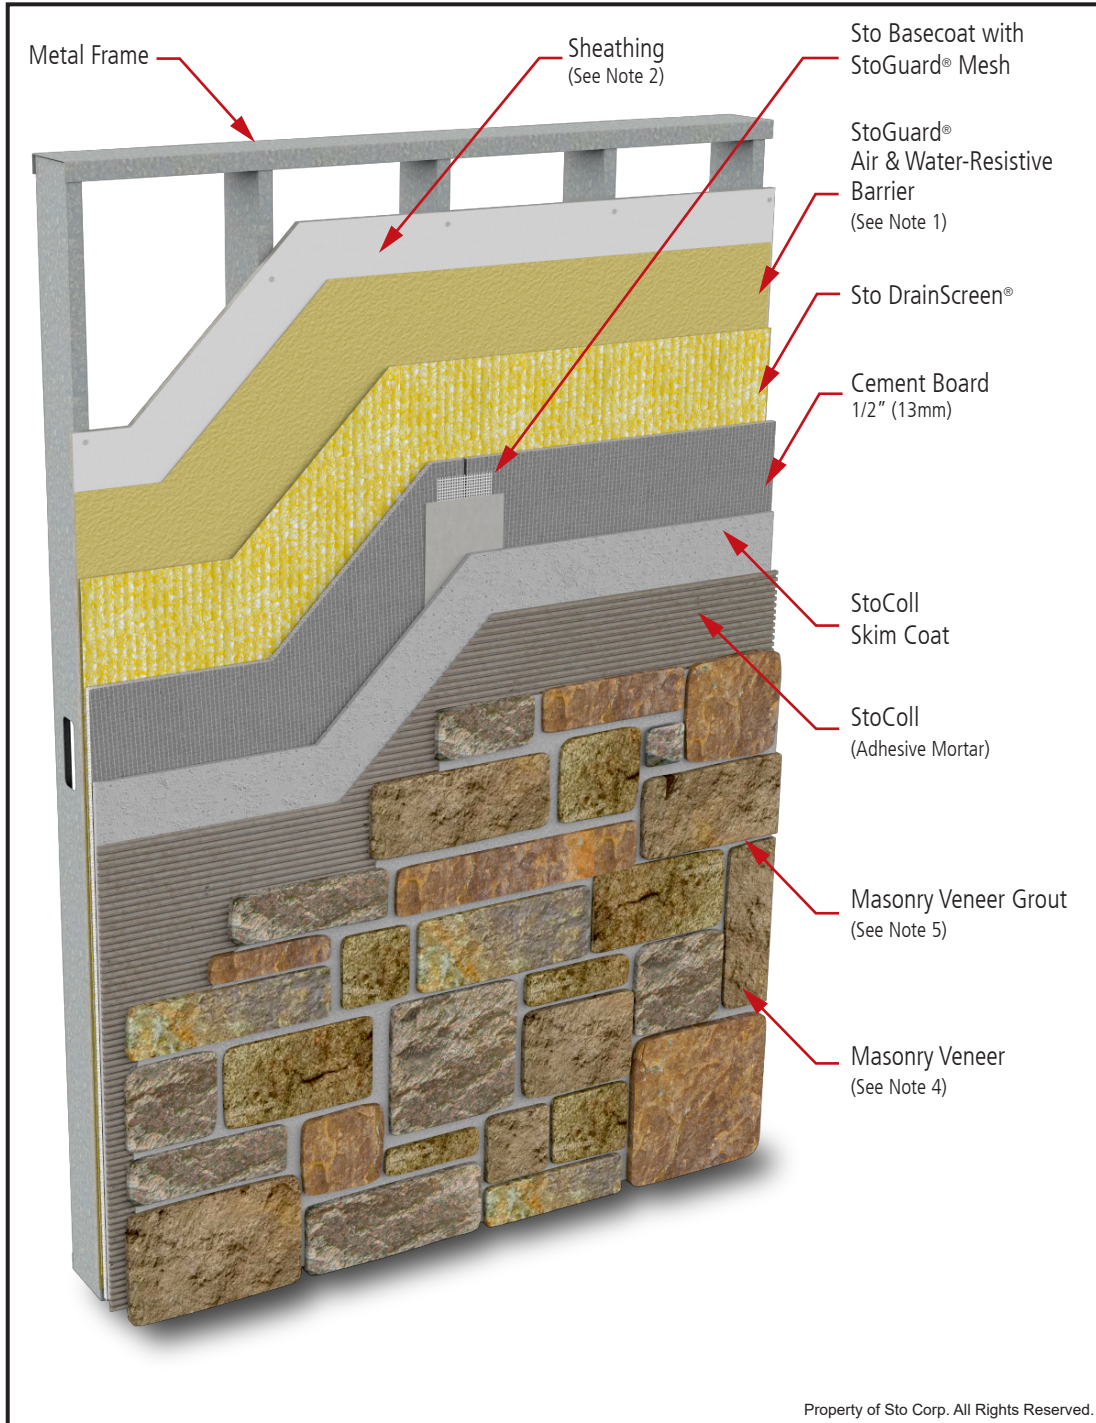 Metal Frame
Sheathing
(See Note 2)
Sto Basecoat with
StoGuard® Mesh
StoGuard®
Air & Water-Resistive
Barrier
(See Note 1)
Sto DrainScreen®
Cement Board
1/2” (13mm)
StoColl
Skim Coat
StoColl
(Adhesive Mortar)
Masonry Veneer Grout
(See Note 5)
Masonry Veneer
(See Note 4)
Property of Sto Corp. All Rights Reserved.